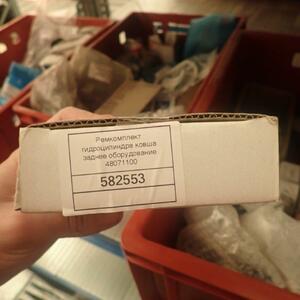 Ремкомплект
гидроцилиндра ковша
заднее оборудование
48071100
582553